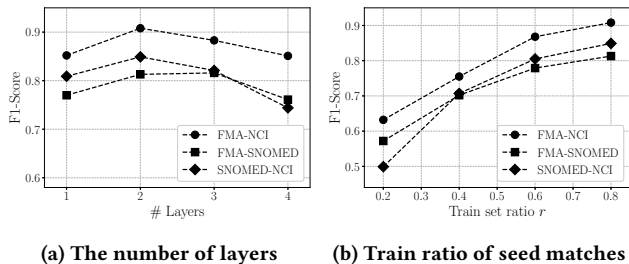 F1-Score
0.9
0.8
0.7
0.6
FMA-NCI
FMA-SNOMED
SNOMED-NCI
1 2 3 4
# Layers
(a) The number of layers
F1-Score
0.9
0.8
0.7
0.6
0.5
FMA-NCI
FMA-SNOMED
SNOMED-NCI
0.2 0.3 0.4 0.5 0.6 0.7 0.8
Train set ratio r
(b) Train ratio of seed matches